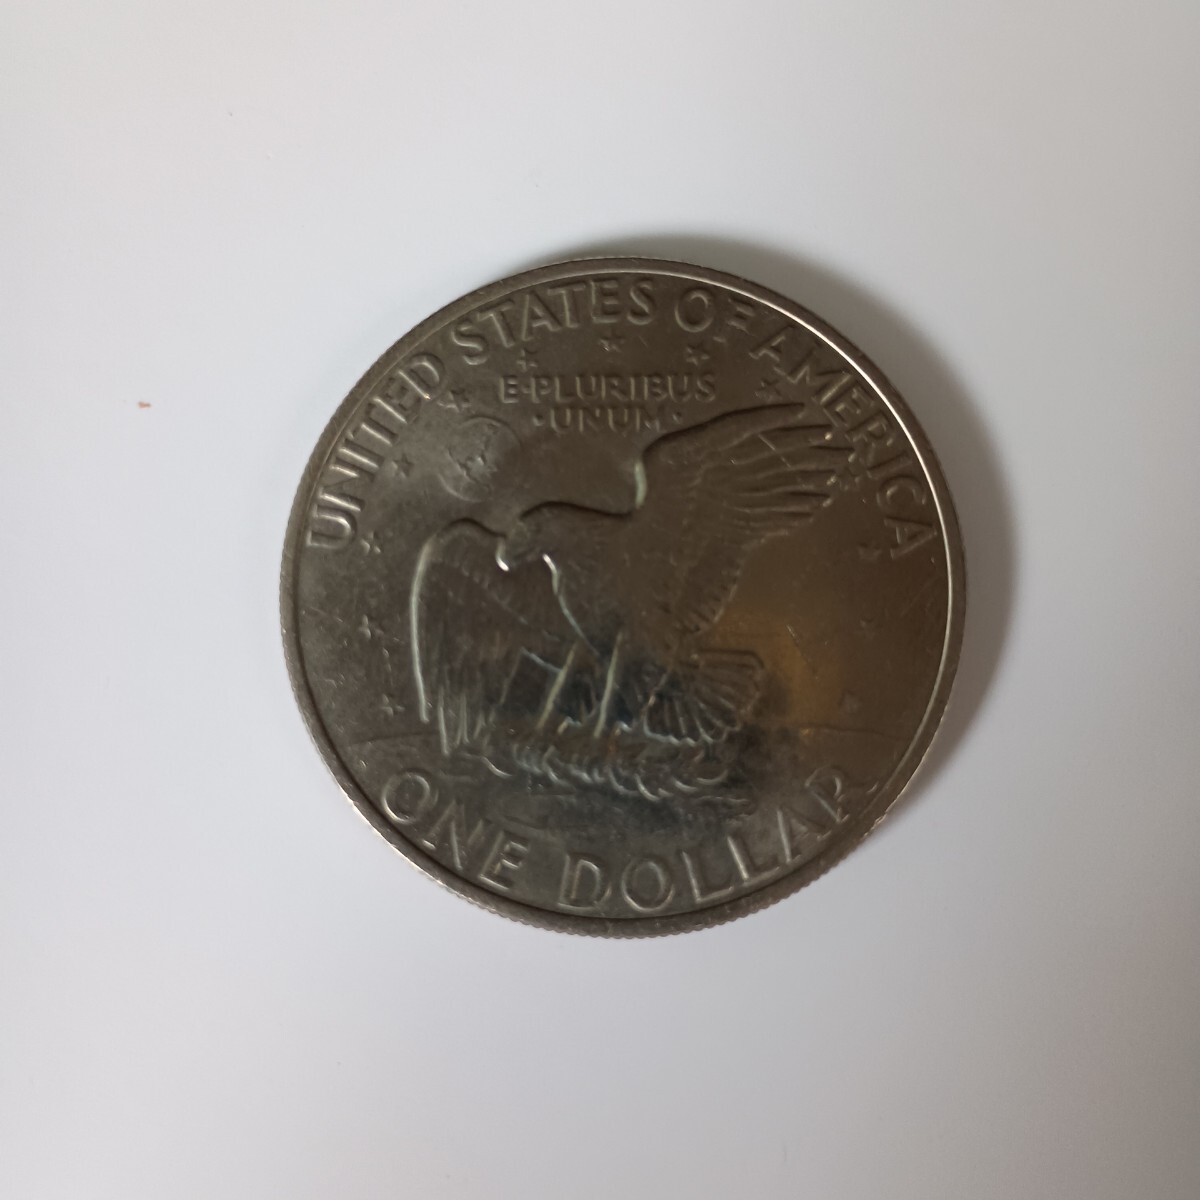 UNITED STATES OF AMERICA
E·PLURIBUS
·UNUM·
ONE DOLLAR